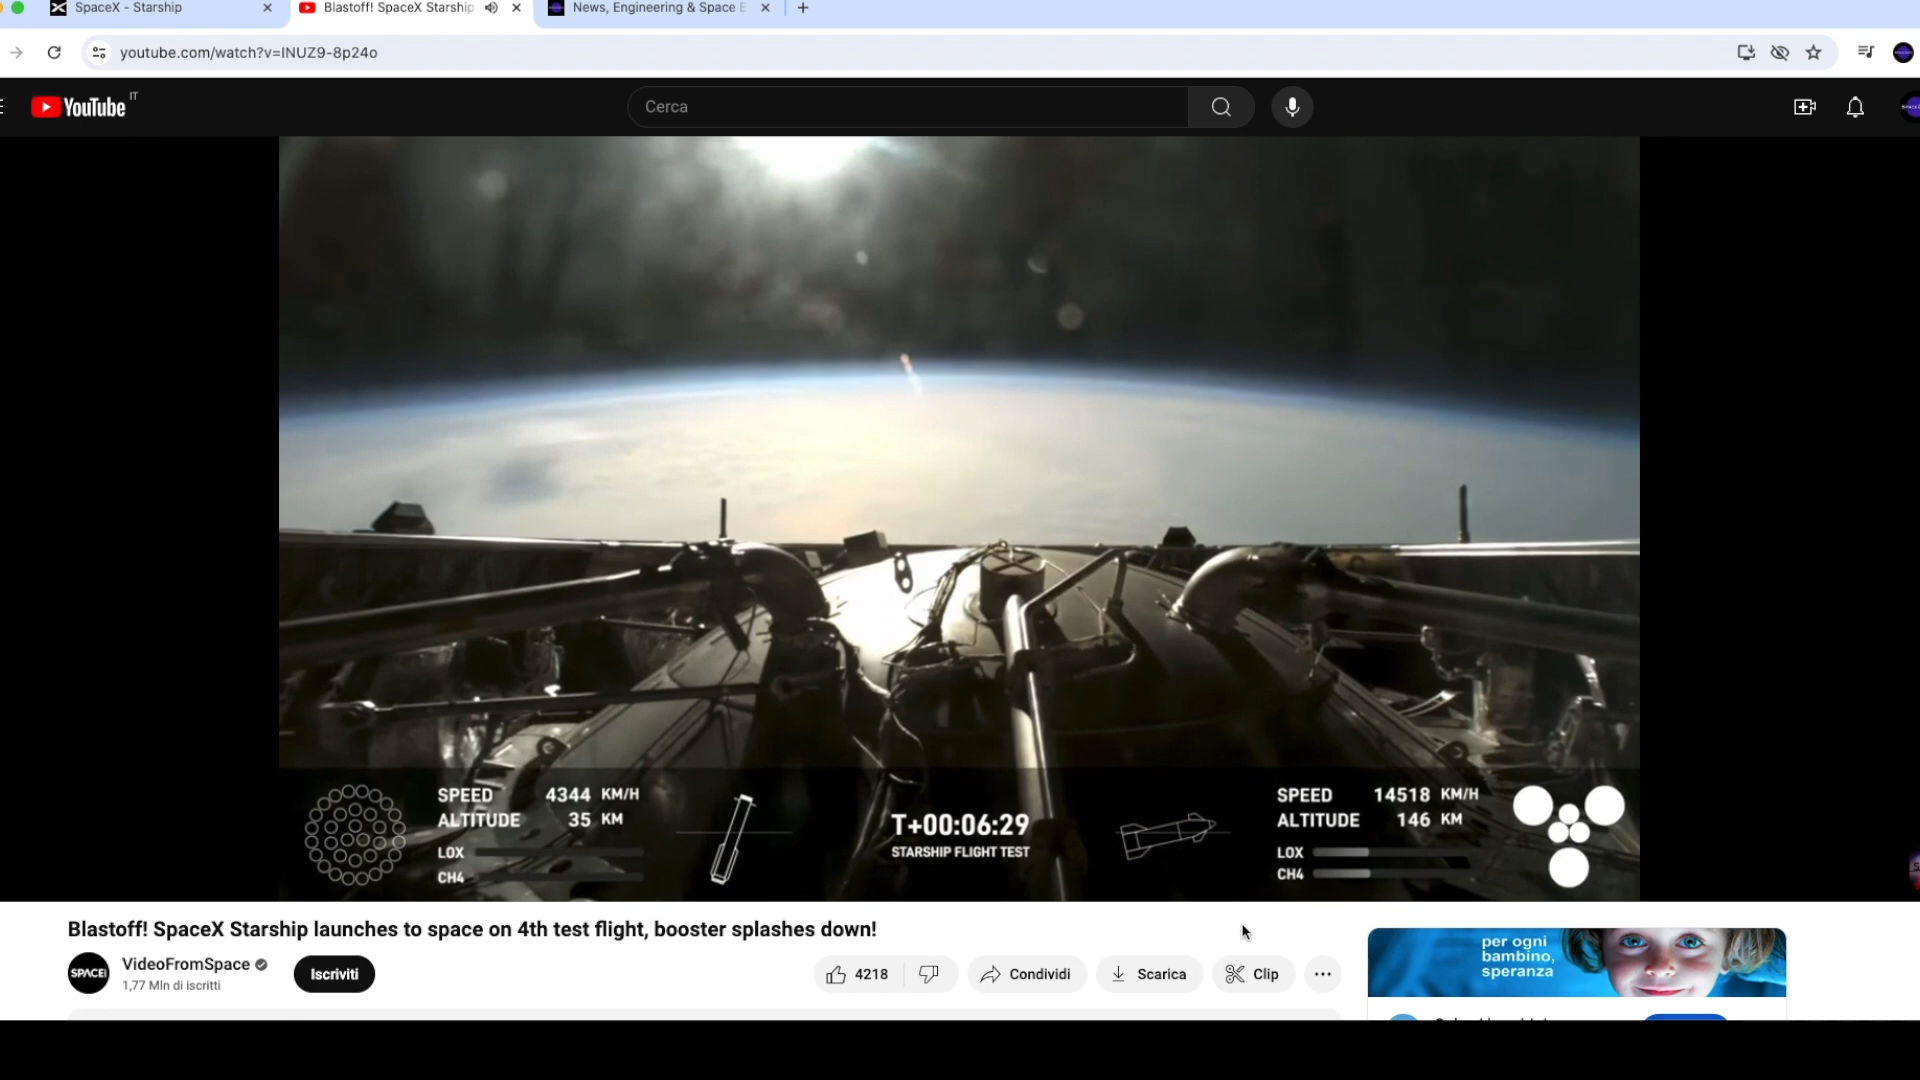 SpaceX - Starship
Blastoff! SpaceX Starship
News, Engineering & Space E
youtube.com/watch?v=INUZ9-8p24o
YouTube IT
Cerca
SPEED 4344 KM/H
ALTITUDE 35 KM
LOX
CH4
T+00:06:29
STARSHIP FLIGHT TEST
SPEED 14518 KM/H
ALTITUDE 146 KM
LOX
CH4
Blastoff! SpaceX Starship launches to space on 4th test flight, booster splashes down!
SPACE
VideoFromSpace
1,77 Mln di iscritti
Iscriviti
4218
Condividi
Scarica
Clip
per ogni
bambino,
speranza